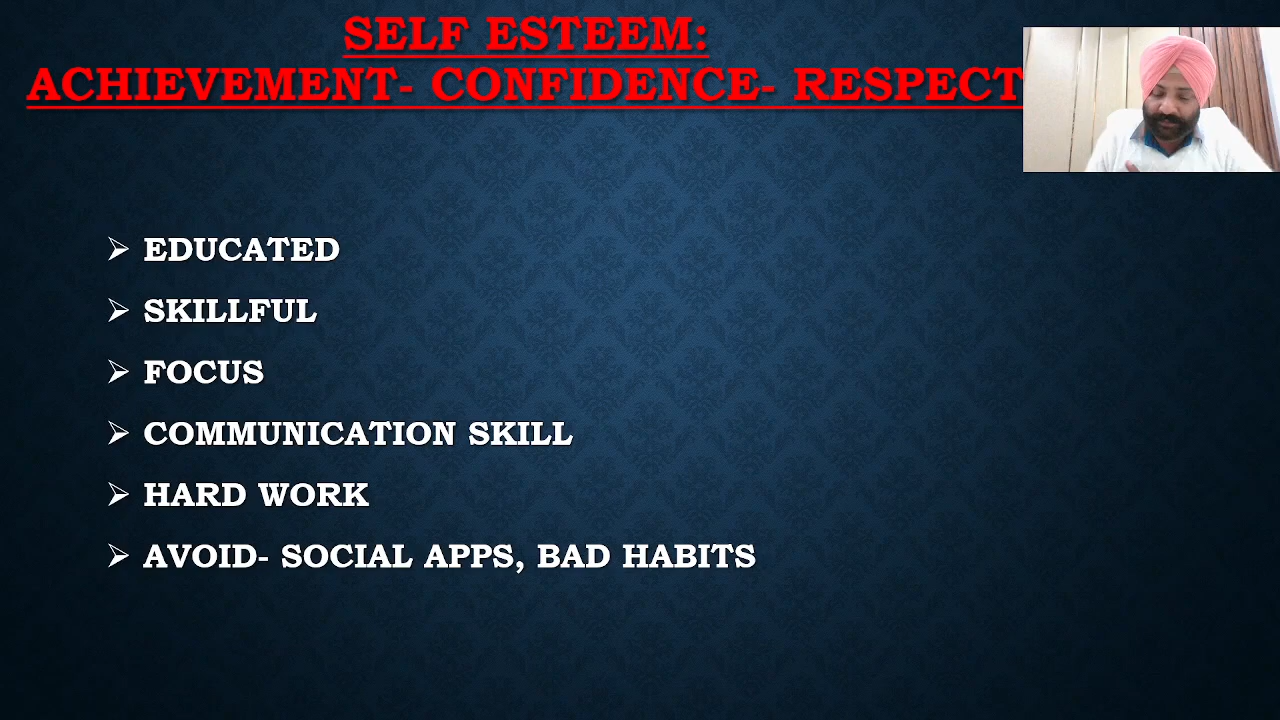 SELF ESTEEM:
ACHIEVEMENT- CONFIDENCE- RESPECT
EDUCATED
SKILLFUL
FOCUS
COMMUNICATION SKILL
HARD WORK
AVOID- SOCIAL APPS, BAD HABITS